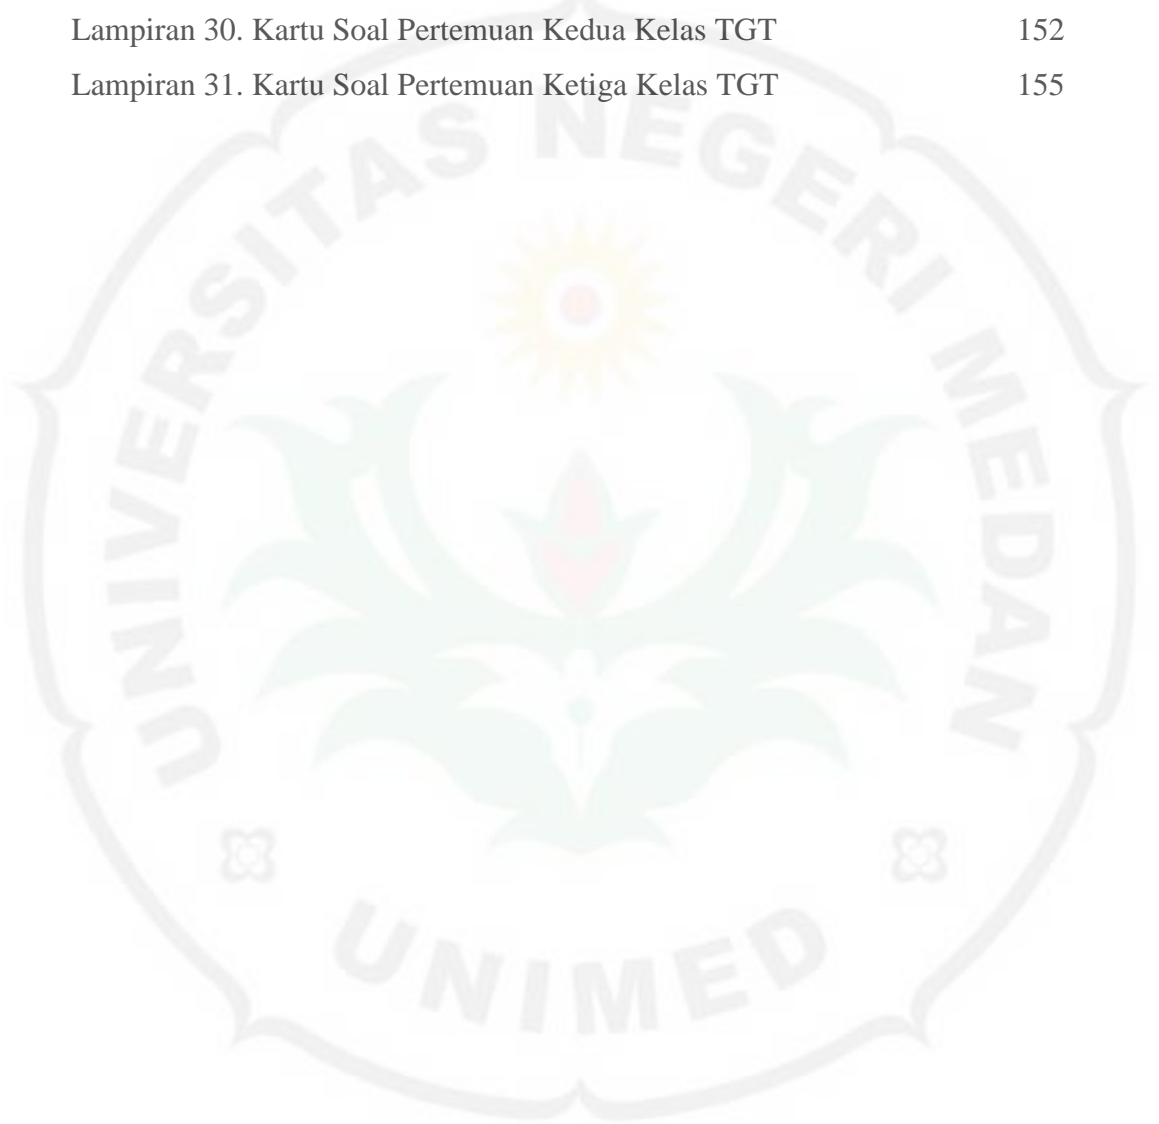 Lampiran 30. Kartu Soal Pertemuan Kedua Kelas TGT 152
Lampiran 31. Kartu Soal Pertemuan Ketiga Kelas TGT 155
UNIVERSITAS NEGERI MEDAN
UNIMED